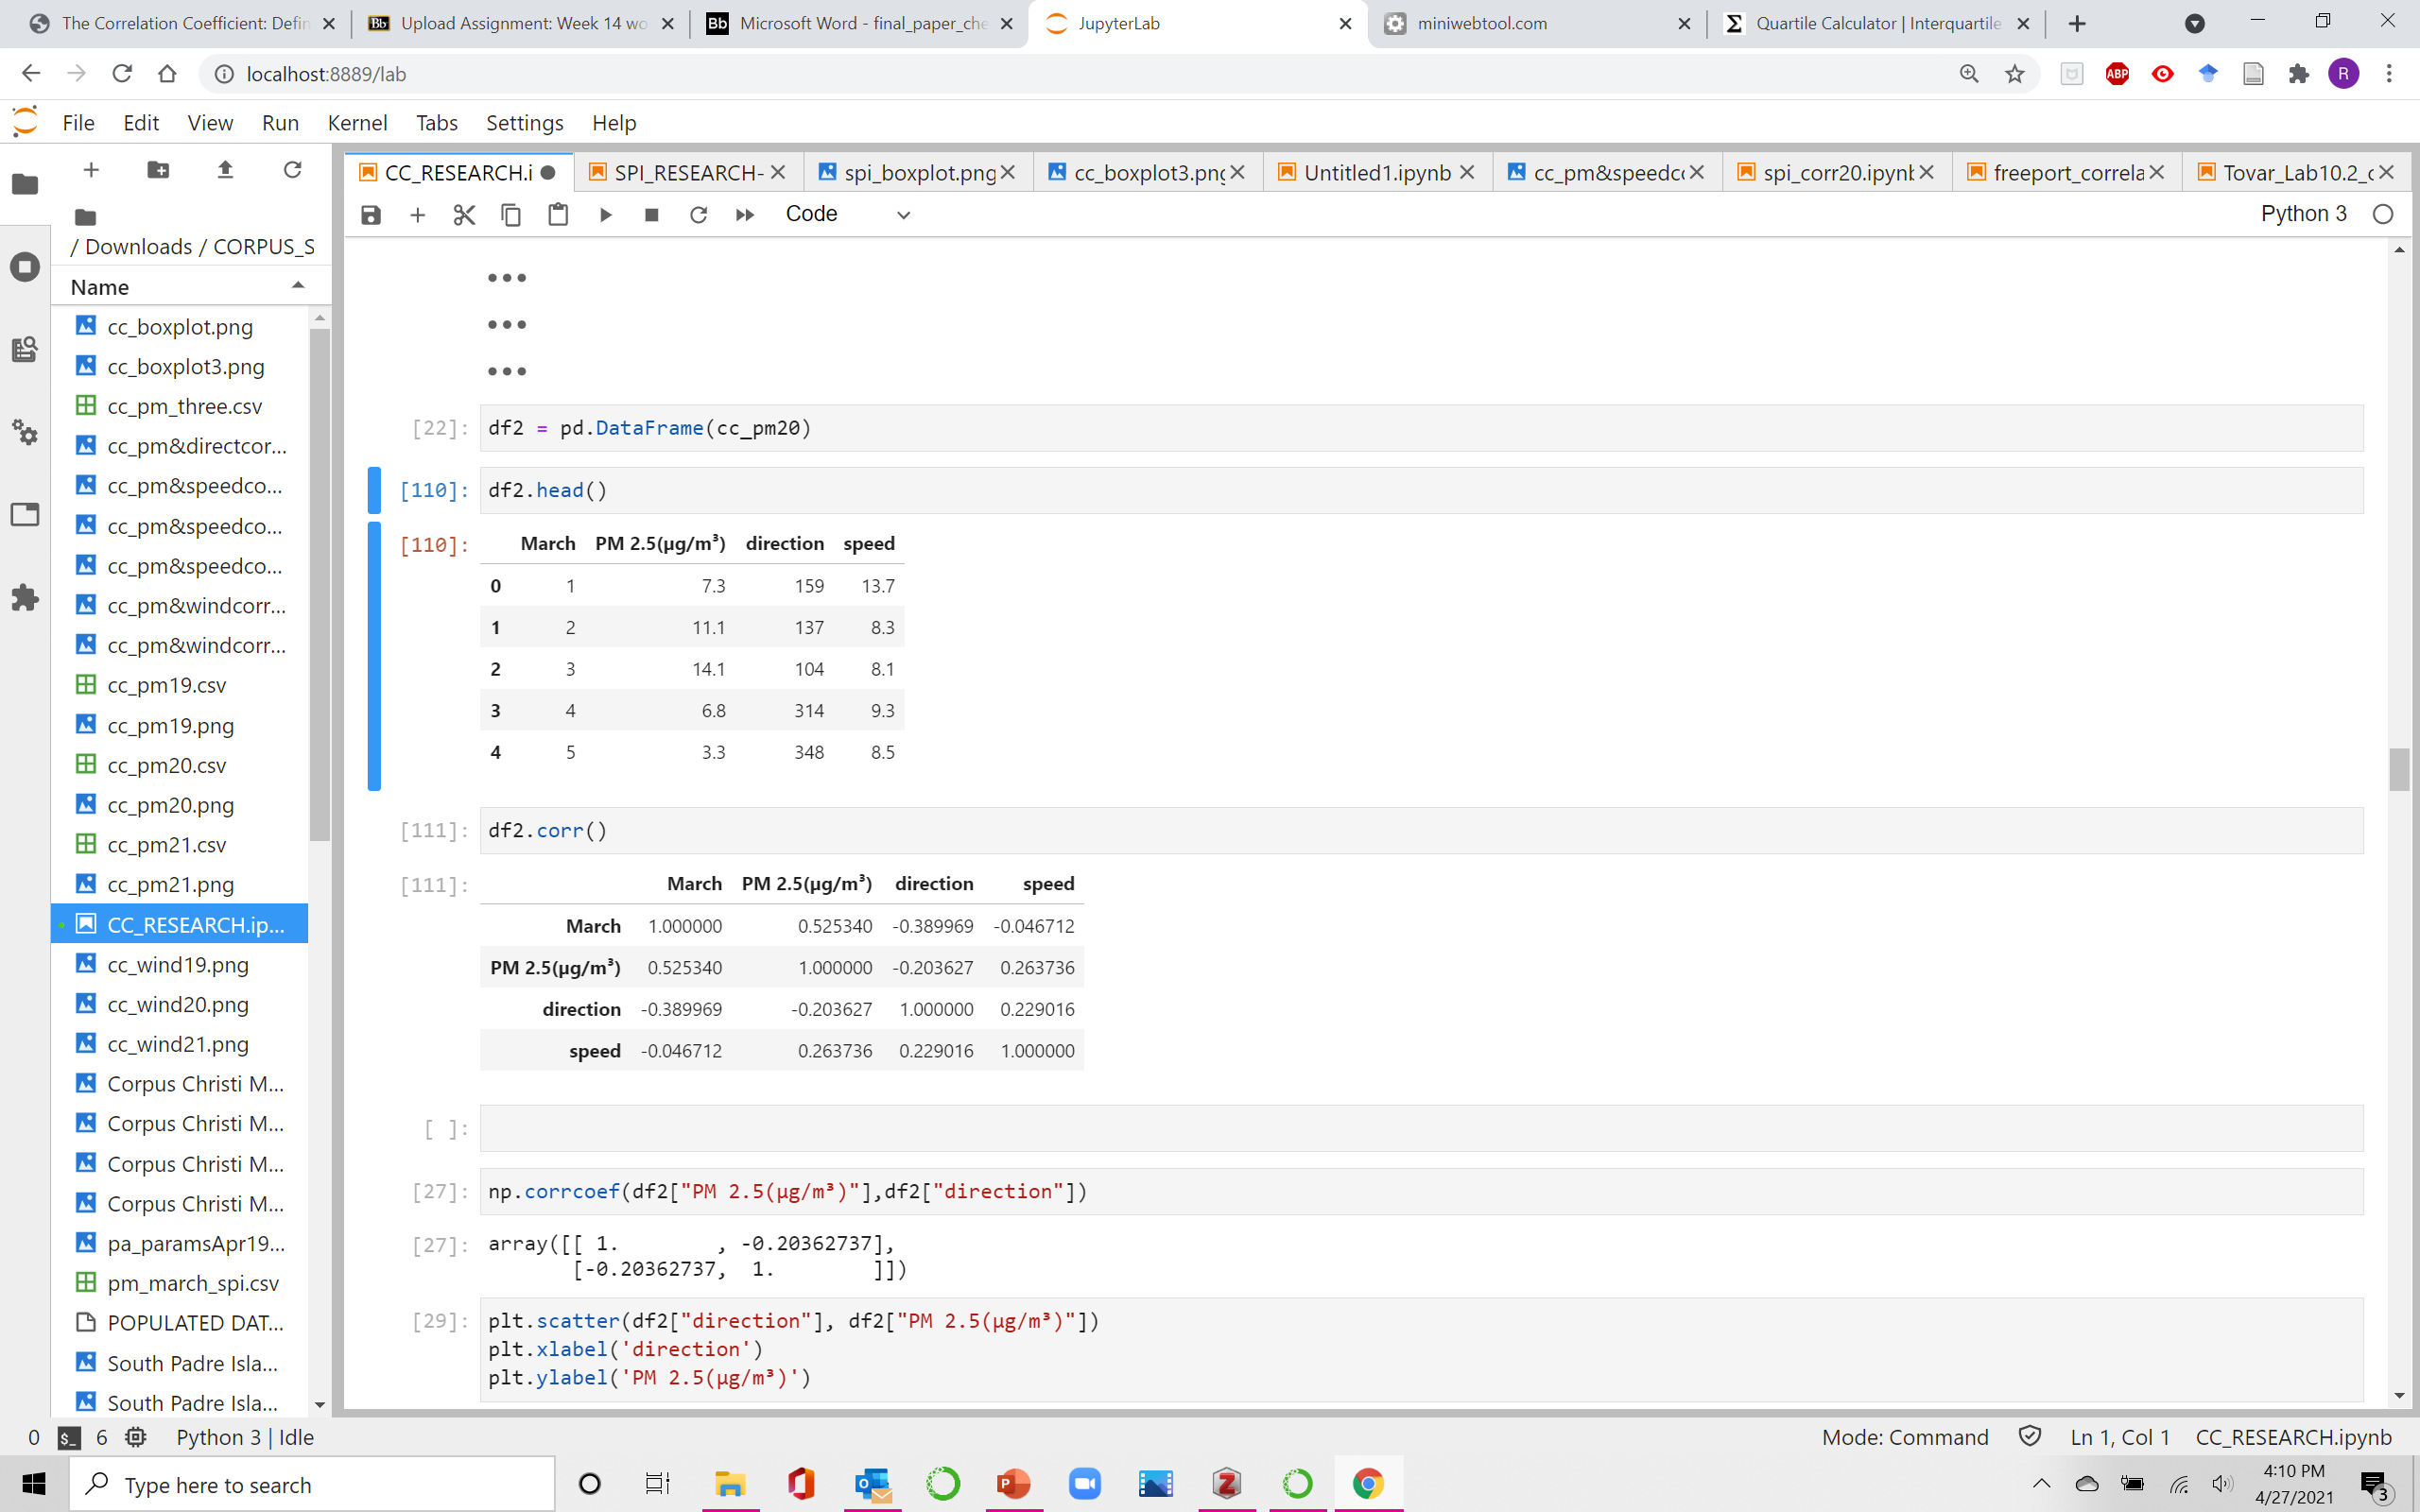 The Correlation Coefficient: Defin
Upload Assignment: Week 14 wo
Microsoft Word - final_paper_che
JupyterLab
miniwebtool.com
Quartile Calculator | Interquartile
localhost:8889/lab
ABP
R
File Edit View Run Kernel Tabs Settings Help
CC_RESEARCH.i
SPI_RESEARCH-
spi_boxplot.png
cc_boxplot3.png
Untitled1.ipynb
cc_pm&speedc
spi_corr20.ipynb
freeport_correla
Tovar_Lab10.2_c
Code
Python 3
/ Downloads / CORPUS_S
Name
cc_boxplot.png
cc_boxplot3.png
cc_pm_three.csv
cc_pm&directcor...
cc_pm&speedco...
cc_pm&speedco...
cc_pm&speedco...
cc_pm&windcorr...
cc_pm&windcorr...
cc_pm19.csv
cc_pm19.png
cc_pm20.csv
cc_pm20.png
cc_pm21.csv
cc_pm21.png
CC_RESEARCH.ip...
cc_wind19.png
cc_wind20.png
cc_wind21.png
Corpus Christi M...
Corpus Christi M...
Corpus Christi M...
Corpus Christi M...
pa_paramsApr19...
pm_march_spi.csv
POPULATED DAT...
South Padre Isla...
South Padre Isla...
[22]: df2 = pd.DataFrame(cc_pm20)
[110]: df2.head()
[110]: March PM 2.5(µg/m³) direction speed
0 1 7.3 159 13.7
1 2 11.1 137 8.3
2 3 14.1 104 8.1
3 4 6.8 314 9.3
4 5 3.3 348 8.5
[111]: df2.corr()
[111]: March PM 2.5(µg/m³) direction speed
March 1.000000 0.525340 -0.389969 -0.046712
PM 2.5(µg/m³) 0.525340 1.000000 -0.203627 0.263736
direction -0.389969 -0.203627 1.000000 0.229016
speed -0.046712 0.263736 0.229016 1.000000
[ ]:
[27]: np.corrcoef(df2["PM 2.5(µg/m³)"],df2["direction"])
[27]: array([[ 1.        , -0.20362737],
[-0.20362737,  1.        ]])
[29]: plt.scatter(df2["direction"], df2["PM 2.5(µg/m³)"])
plt.xlabel('direction')
plt.ylabel('PM 2.5(µg/m³)')
0 $_ 6 Python 3 | Idle
Mode: Command Ln 1, Col 1 CC_RESEARCH.ipynb
Type here to search
4:10 PM
4/27/2021
3